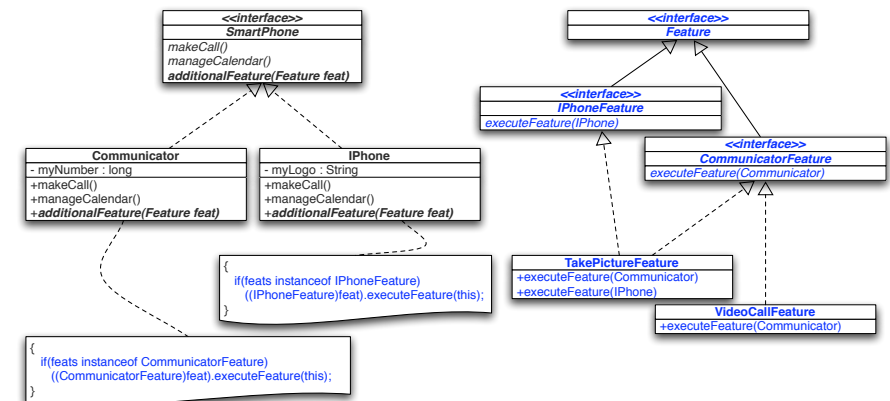 <<interface>>
SmartPhone
makeCall()
manageCalendar()
additionalFeature(Feature feat)
<<interface>>
Feature
<<interface>>
IPhoneFeature
executeFeature(IPhone)
<<interface>>
CommunicatorFeature
executeFeature(Communicator)
Communicator
- myNumber : long
+makeCall()
+manageCalendar()
+additionalFeature(Feature feat)
IPhone
- myLogo : String
+makeCall()
+manageCalendar()
+additionalFeature(Feature feat)
{
if(feats instanceof IPhoneFeature)
((IPhoneFeature)feat).executeFeature(this);
}
TakePictureFeature
+executeFeature(Communicator)
+executeFeature(IPhone)
VideoCallFeature
+executeFeature(Communicator)
{
if(feats instanceof CommunicatorFeature)
((CommunicatorFeature)feat).executeFeature(this);
}